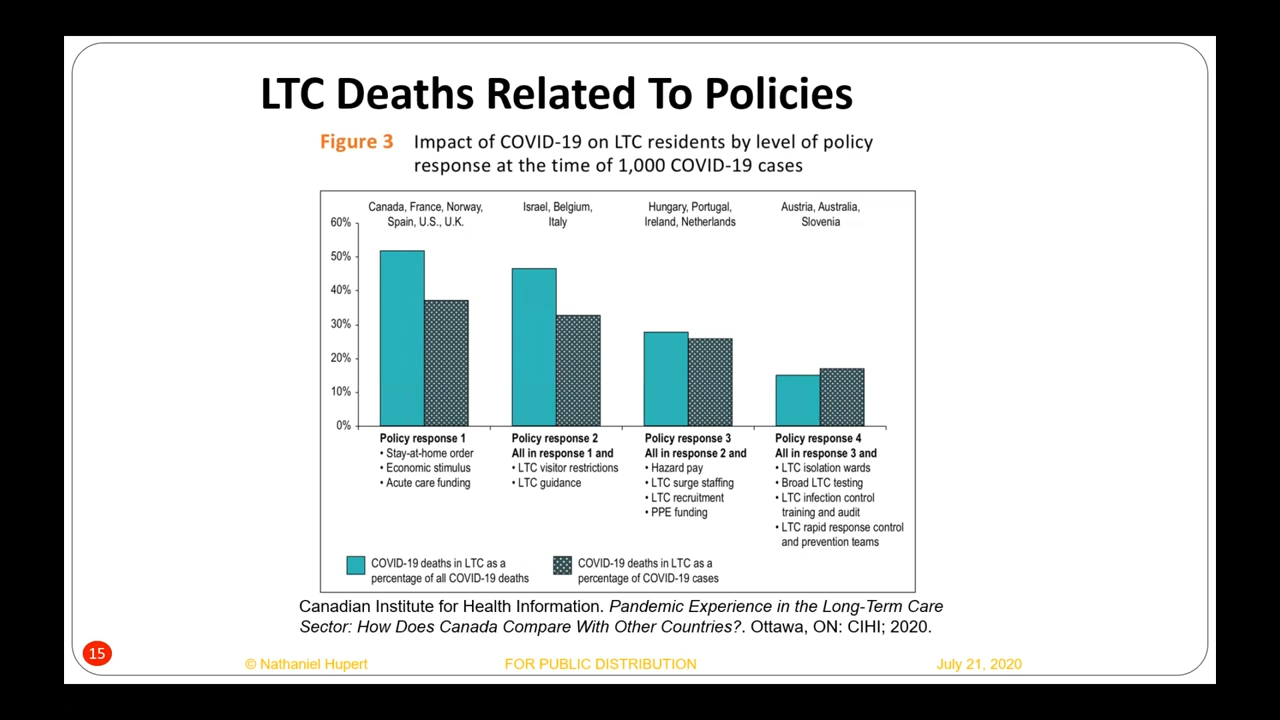 LTC Deaths Related To Policies
Figure 3 Impact of COVID-19 on LTC residents by level of policy
response at the time of 1,000 COVID-19 cases
Canada, France, Norway,
Spain, U.S., U.K.
Israel, Belgium,
Italy
Hungary, Portugal,
Ireland, Netherlands
Austria, Australia,
Slovenia
60%
50%
40%
30%
20%
10%
0%
Policy response 1
• Stay-at-home order
• Economic stimulus
• Acute care funding
Policy response 2
All in response 1 and
• LTC visitor restrictions
• LTC guidance
Policy response 3
All in response 2 and
• Hazard pay
• LTC surge staffing
• LTC recruitment
• PPE funding
Policy response 4
All in response 3 and
• LTC isolation wards
• Broad LTC testing
• LTC infection control
training and audit
• LTC rapid response control
and prevention teams
COVID-19 deaths in LTC as a
percentage of all COVID-19 deaths
COVID-19 deaths in LTC as a
percentage of COVID-19 cases
Canadian Institute for Health Information. Pandemic Experience in the Long-Term Care
Sector: How Does Canada Compare With Other Countries?. Ottawa, ON: CIHI; 2020.
15
© Nathaniel Hupert
FOR PUBLIC DISTRIBUTION
July 21, 2020